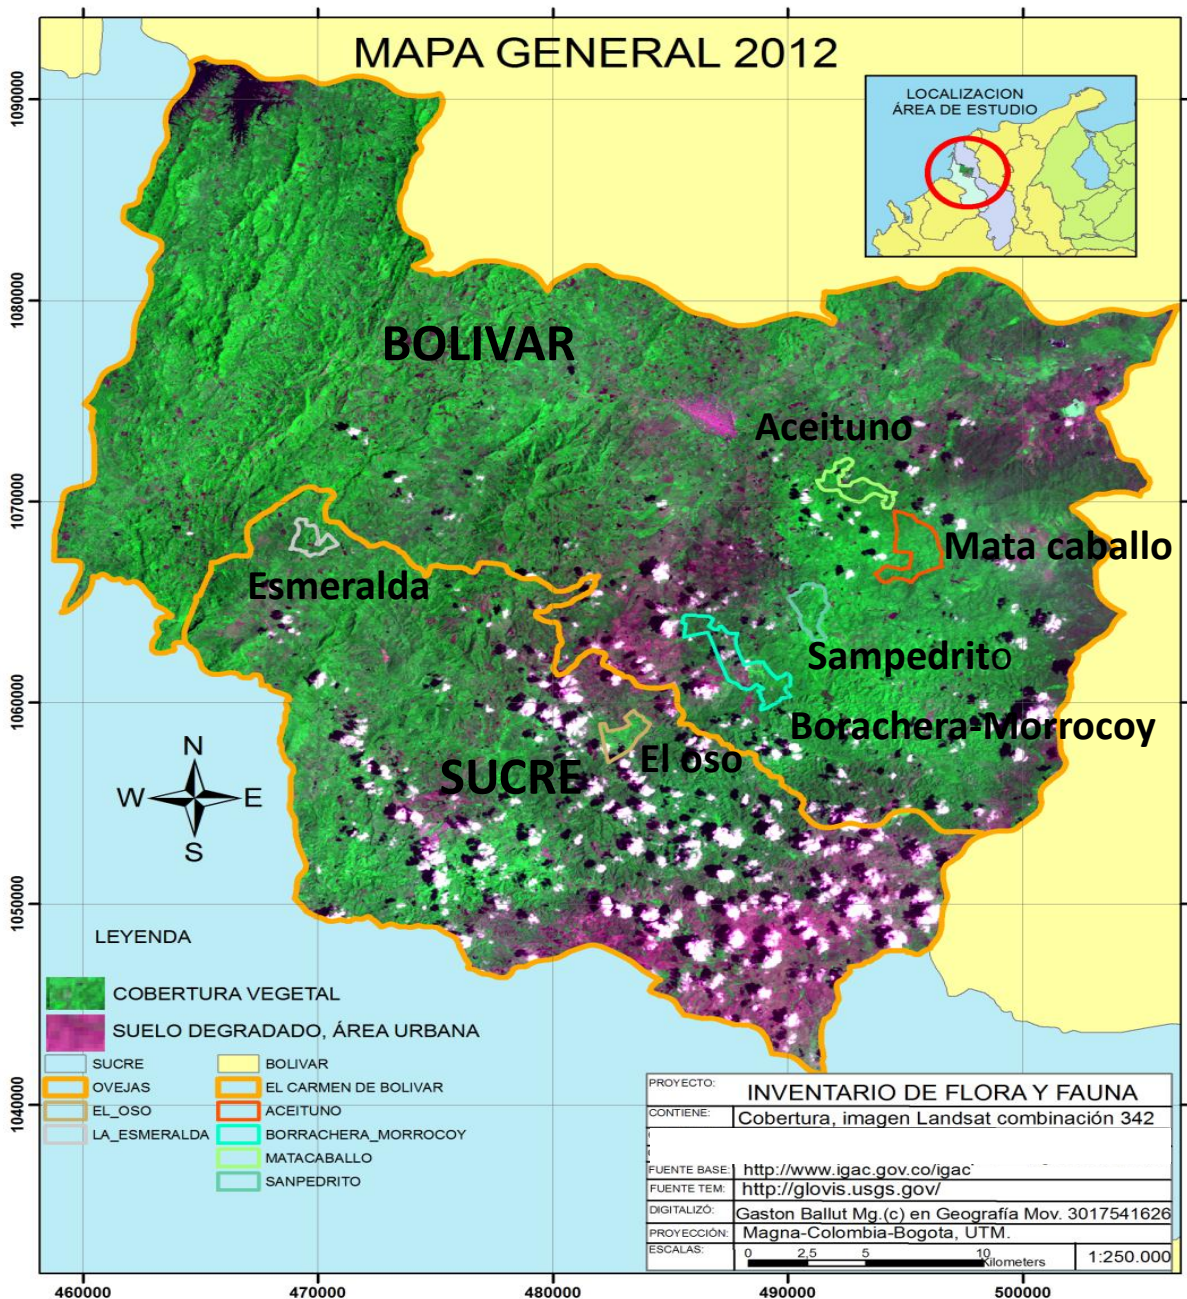 MAPA GENERAL 2012
LOCALIZACION
ÁREA DE ESTUDIO
1090000
1080000
1070000
1060000
1050000
1040000
BOLIVAR
Aceituno
Mata caballo
Esmeralda
Sampedrito
Borachera-Morrocoy
El oso
SUCRE
N
W
E
S
LEYENDA
COBERTURA VEGETAL
SUELO DEGRADADO, ÁREA URBANA
SUCRE
BOLIVAR
OVEJAS
EL CARMEN DE BOLIVAR
EL_OSO
ACEITUNO
LA_ESMERALDA
BORRACHERA_MORROCOY
MATACABALLO
SANPEDRITO
PROYECTO: INVENTARIO DE FLORA Y FAUNA
CONTIENE: Cobertura, imagen Landsat combinación 342
FUENTE BASE: http://www.igac.gov.co/igac
FUENTE TEM: http://glovis.usgs.gov/
DIGITALIZÓ: Gaston Ballut Mg.(c) en Geografía Mov. 3017541626
PROYECCIÓN: Magna-Colombia-Bogota, UTM.
ESCALAS: 0 2,5 5 10 Kilometers 1:250.000
460000 470000 480000 490000 500000